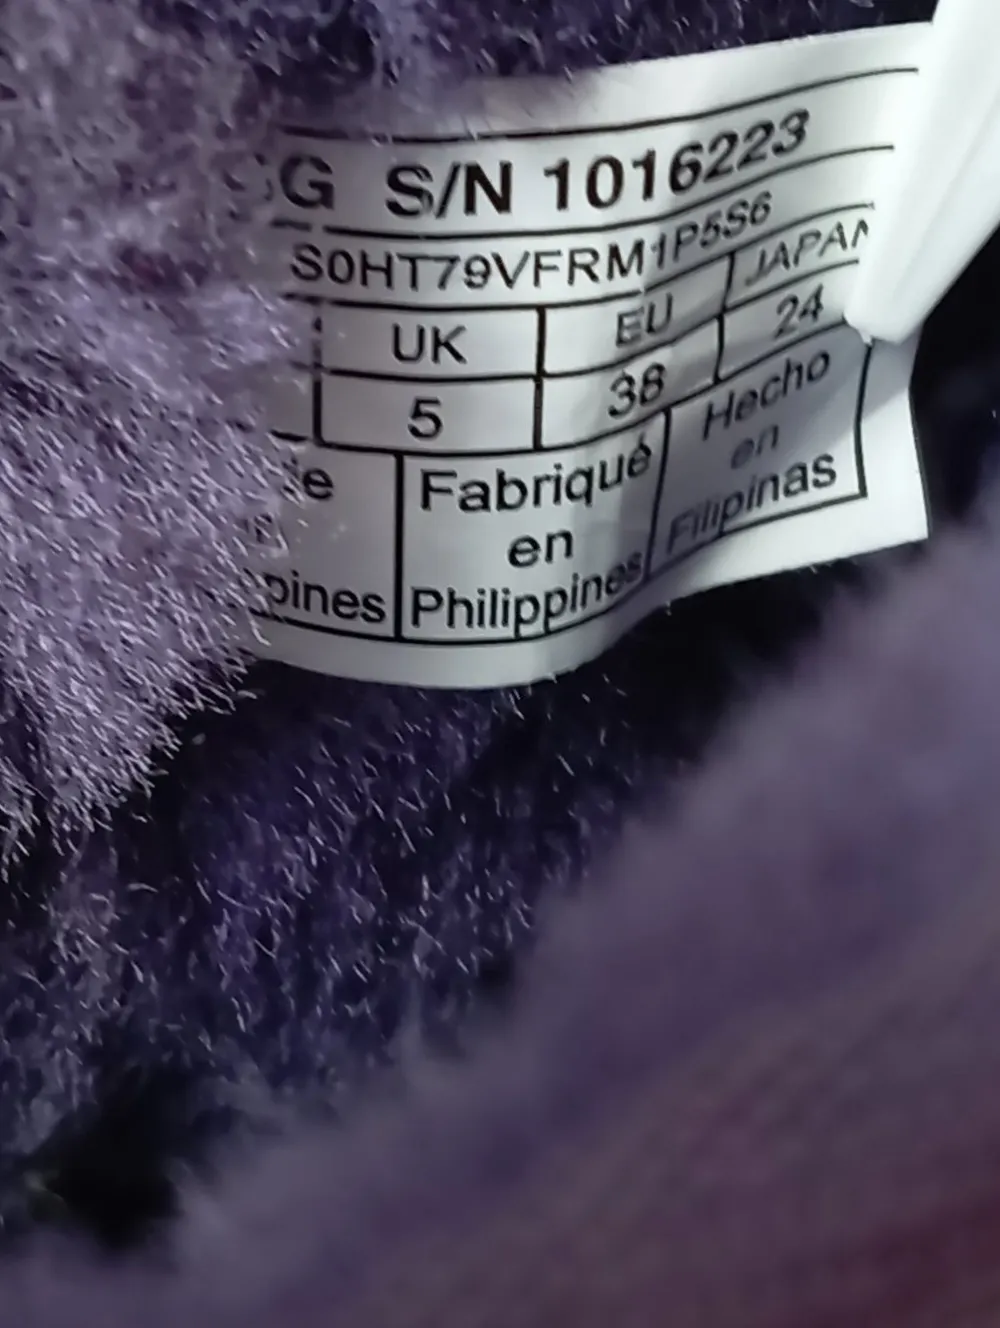 G S/N 1016223
S0HT79VFRM1P5S6
UK EU JAPAN
5 38 24
Fabriqué Hecho
en en
pines Philippines Filipinas